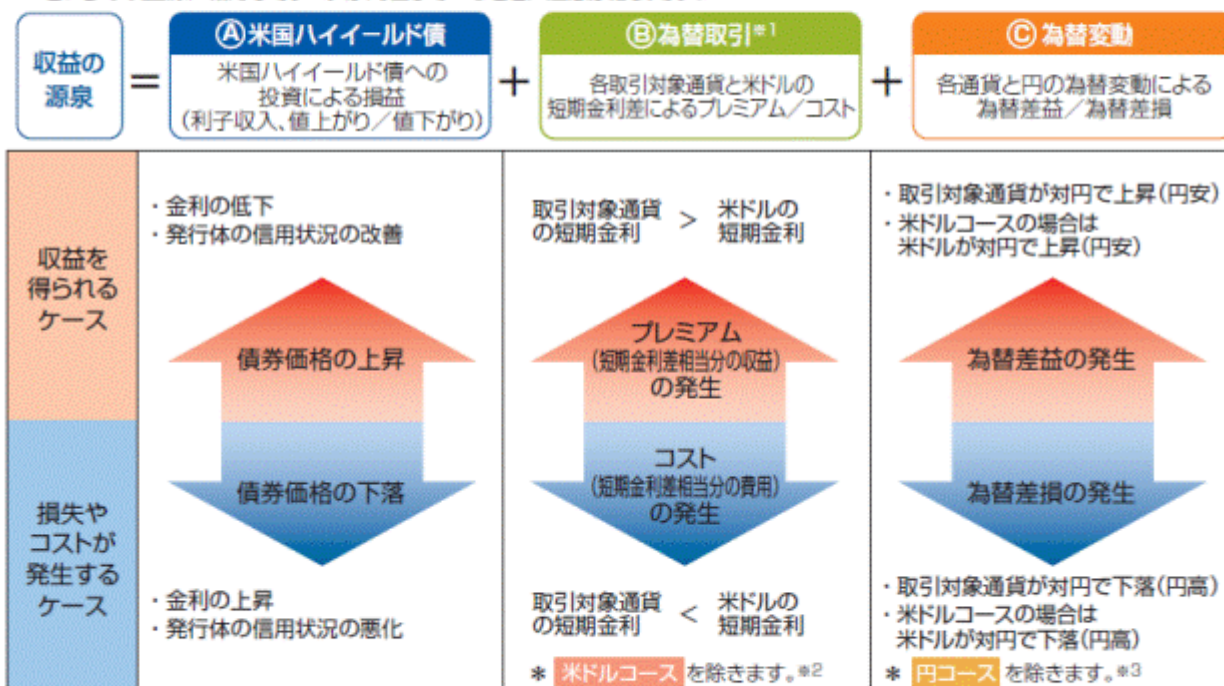 収益の
源泉
=
Ⓐ米国ハイイールド債
米国ハイイールド債への
投資による損益
(利子収入、値上がり/値下がり)
+
Ⓑ為替取引※1
各取引対象通貨と米ドルの
短期金利差によるプレミアム/コスト
+
Ⓒ為替変動
各通貨と円の為替変動による
為替差益/為替差損
収益を
得られる
ケース
・金利の低下
・発行体の信用状況の改善
債券価格の上昇
取引対象通貨
の短期金利
>
米ドルの
短期金利
プレミアム
(短期金利差相当分の収益)
の発生
・取引対象通貨が対円で上昇(円安)
・米ドルコースの場合は
米ドルが対円で上昇(円安)
為替差益の発生
損失や
コストが
発生する
ケース
債券価格の下落
・金利の上昇
・発行体の信用状況の悪化
コスト
(短期金利差相当分の費用)
の発生
取引対象通貨
の短期金利
<
米ドルの
短期金利
* 米ドルコース を除きます。※2
為替差損の発生
・取引対象通貨が対円で下落(円高)
・米ドルコースの場合は
米ドルが対円で下落(円高)
* 円コース を除きます。※3